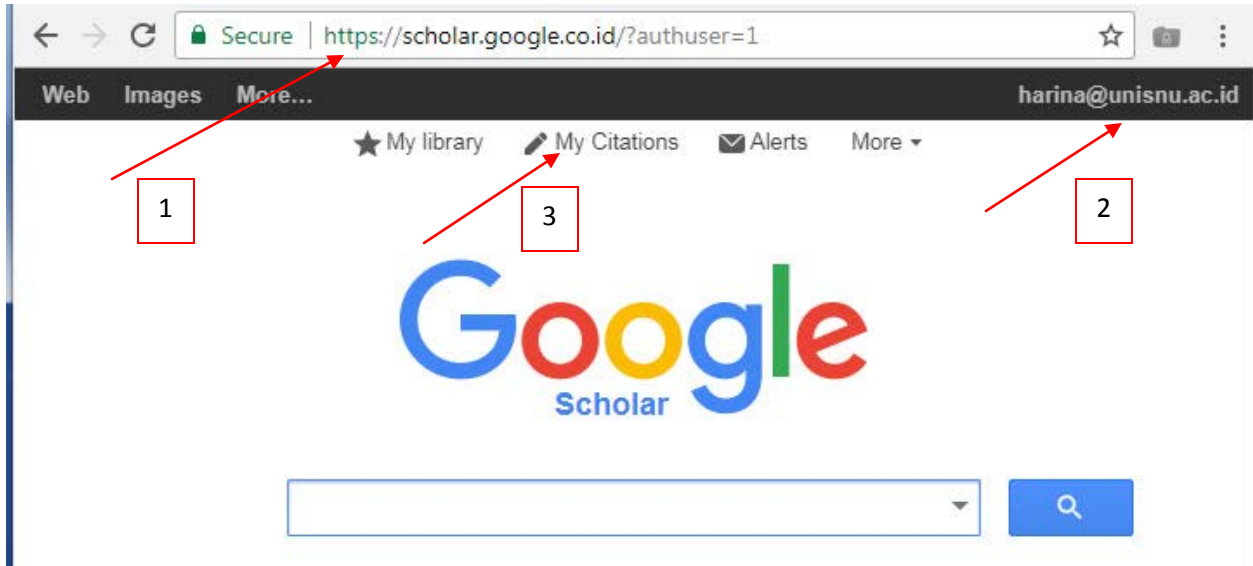 Secure | https://scholar.google.co.id/?authuser=1
Web Images More... harina@unisnu.ac.id
My library My Citations Alerts More
1 3 2
Google
Scholar